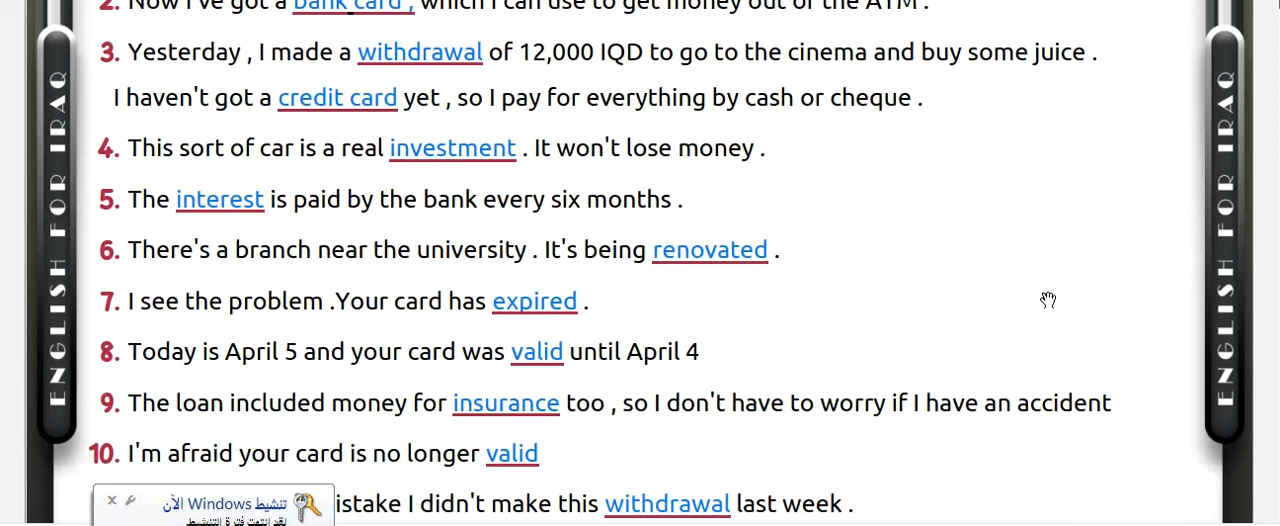 2. Now I've got a bank card , which I can use to get money out of the ATM .
3. Yesterday , I made a withdrawal of 12,000 IQD to go to the cinema and buy some juice .
I haven't got a credit card yet , so I pay for everything by cash or cheque .
4. This sort of car is a real investment . It won't lose money .
5. The interest is paid by the bank every six months .
6. There's a branch near the university . It's being renovated .
7. I see the problem .Your card has expired .
8. Today is April 5 and your card was valid until April 4
9. The loan included money for insurance too , so I don't have to worry if I have an accident
10. I'm afraid your card is no longer valid
istake I didn't make this withdrawal last week .
تنشيط Windows الآن
لقد انتهت فترة التنشيط
ENGLISH FOR IRAQ
ENGLISH FOR IRAQ